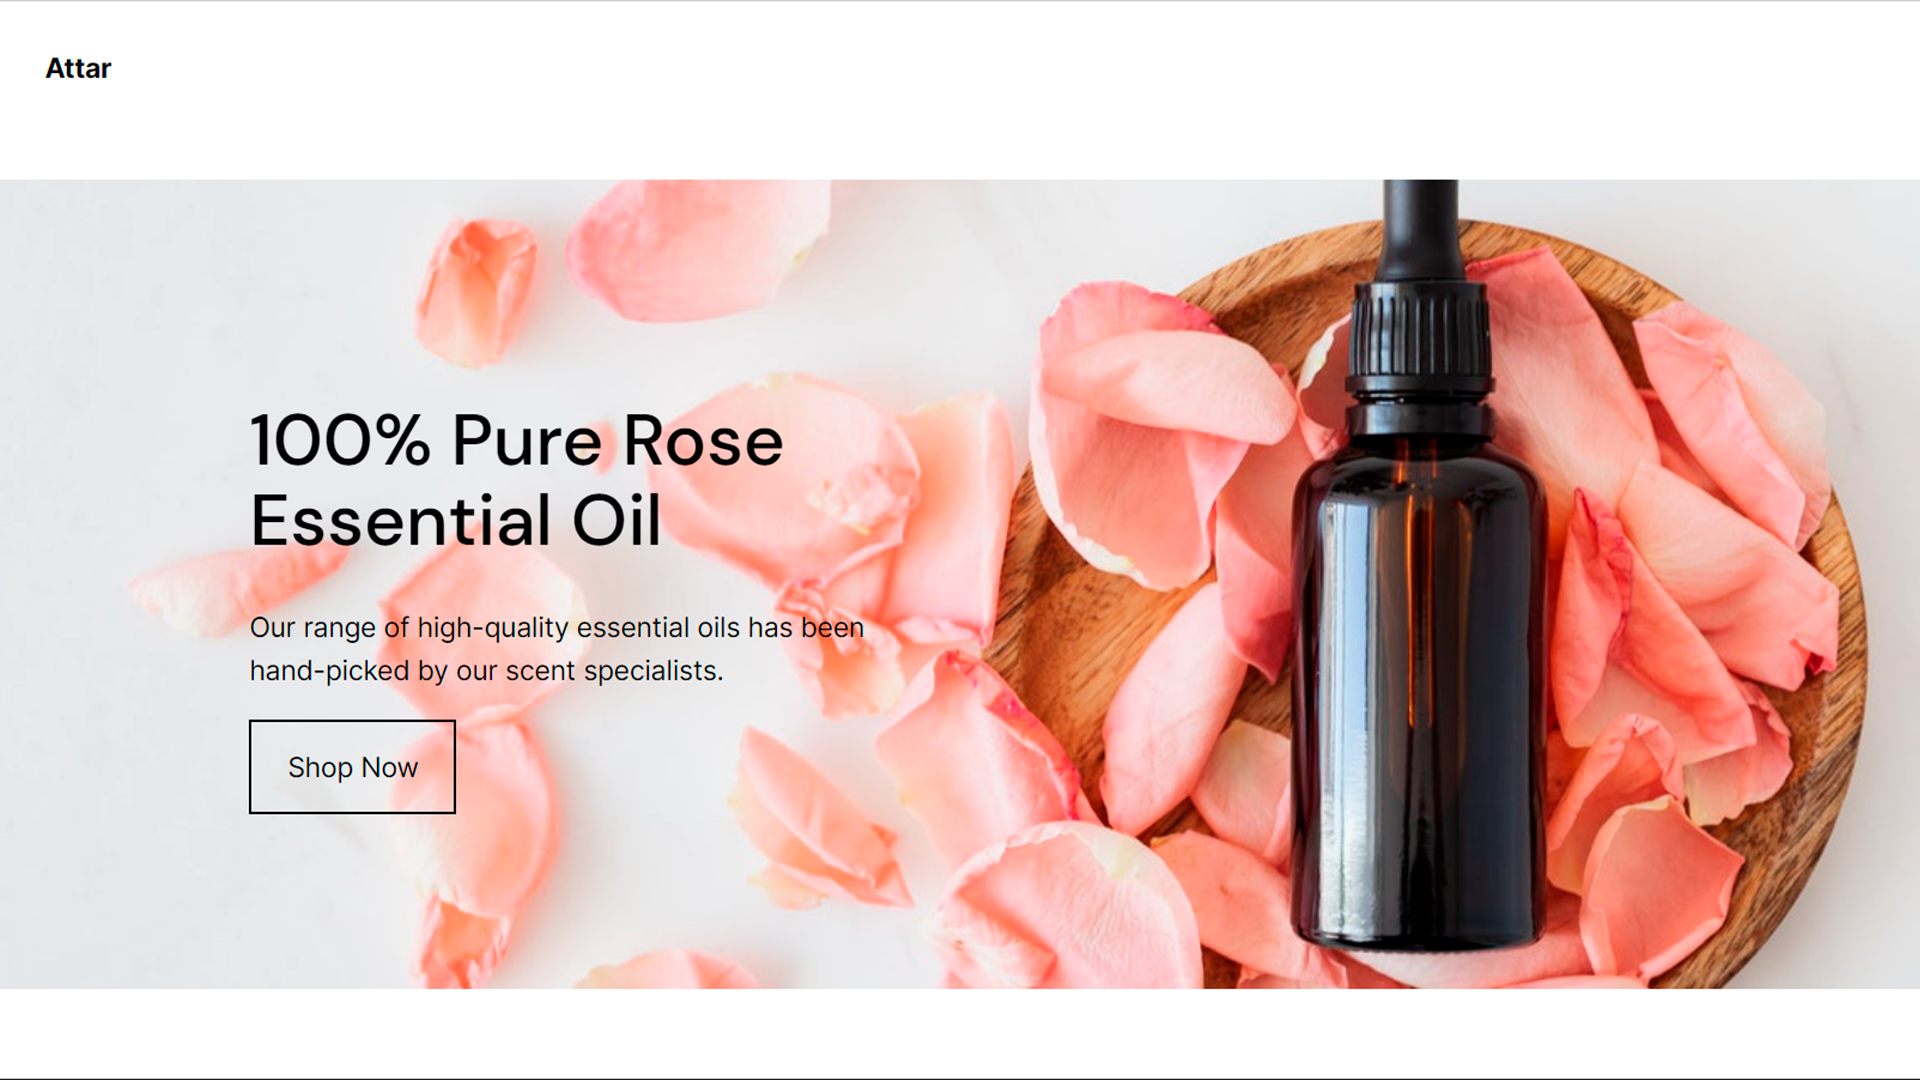 Attar
100% Pure Rose
Essential Oil
Our range of high-quality essential oils has been
hand-picked by our scent specialists.
Shop Now